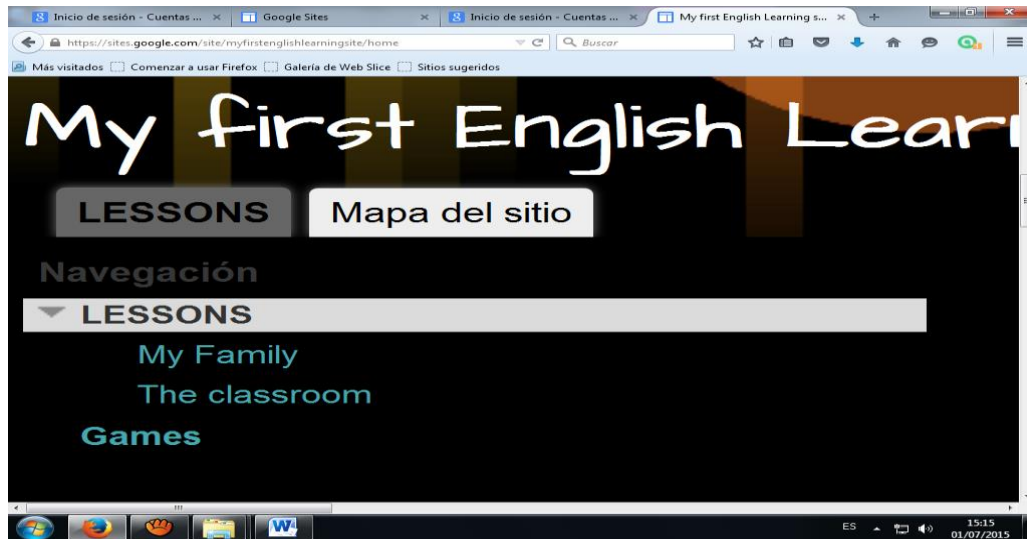 Inicio de sesión - Cuentas ... Google Sites Inicio de sesión - Cuentas ... My first English Learning s...
https://sites.google.com/site/myfirstenglishlearningsite/home Buscar
Más visitados Comenzar a usar Firefox Galería de Web Slice Sitios sugeridos
My first English Lear
LESSONS Mapa del sitio
Navegación
LESSONS
My Family
The classroom
Games
ES 15:15
01/07/2015